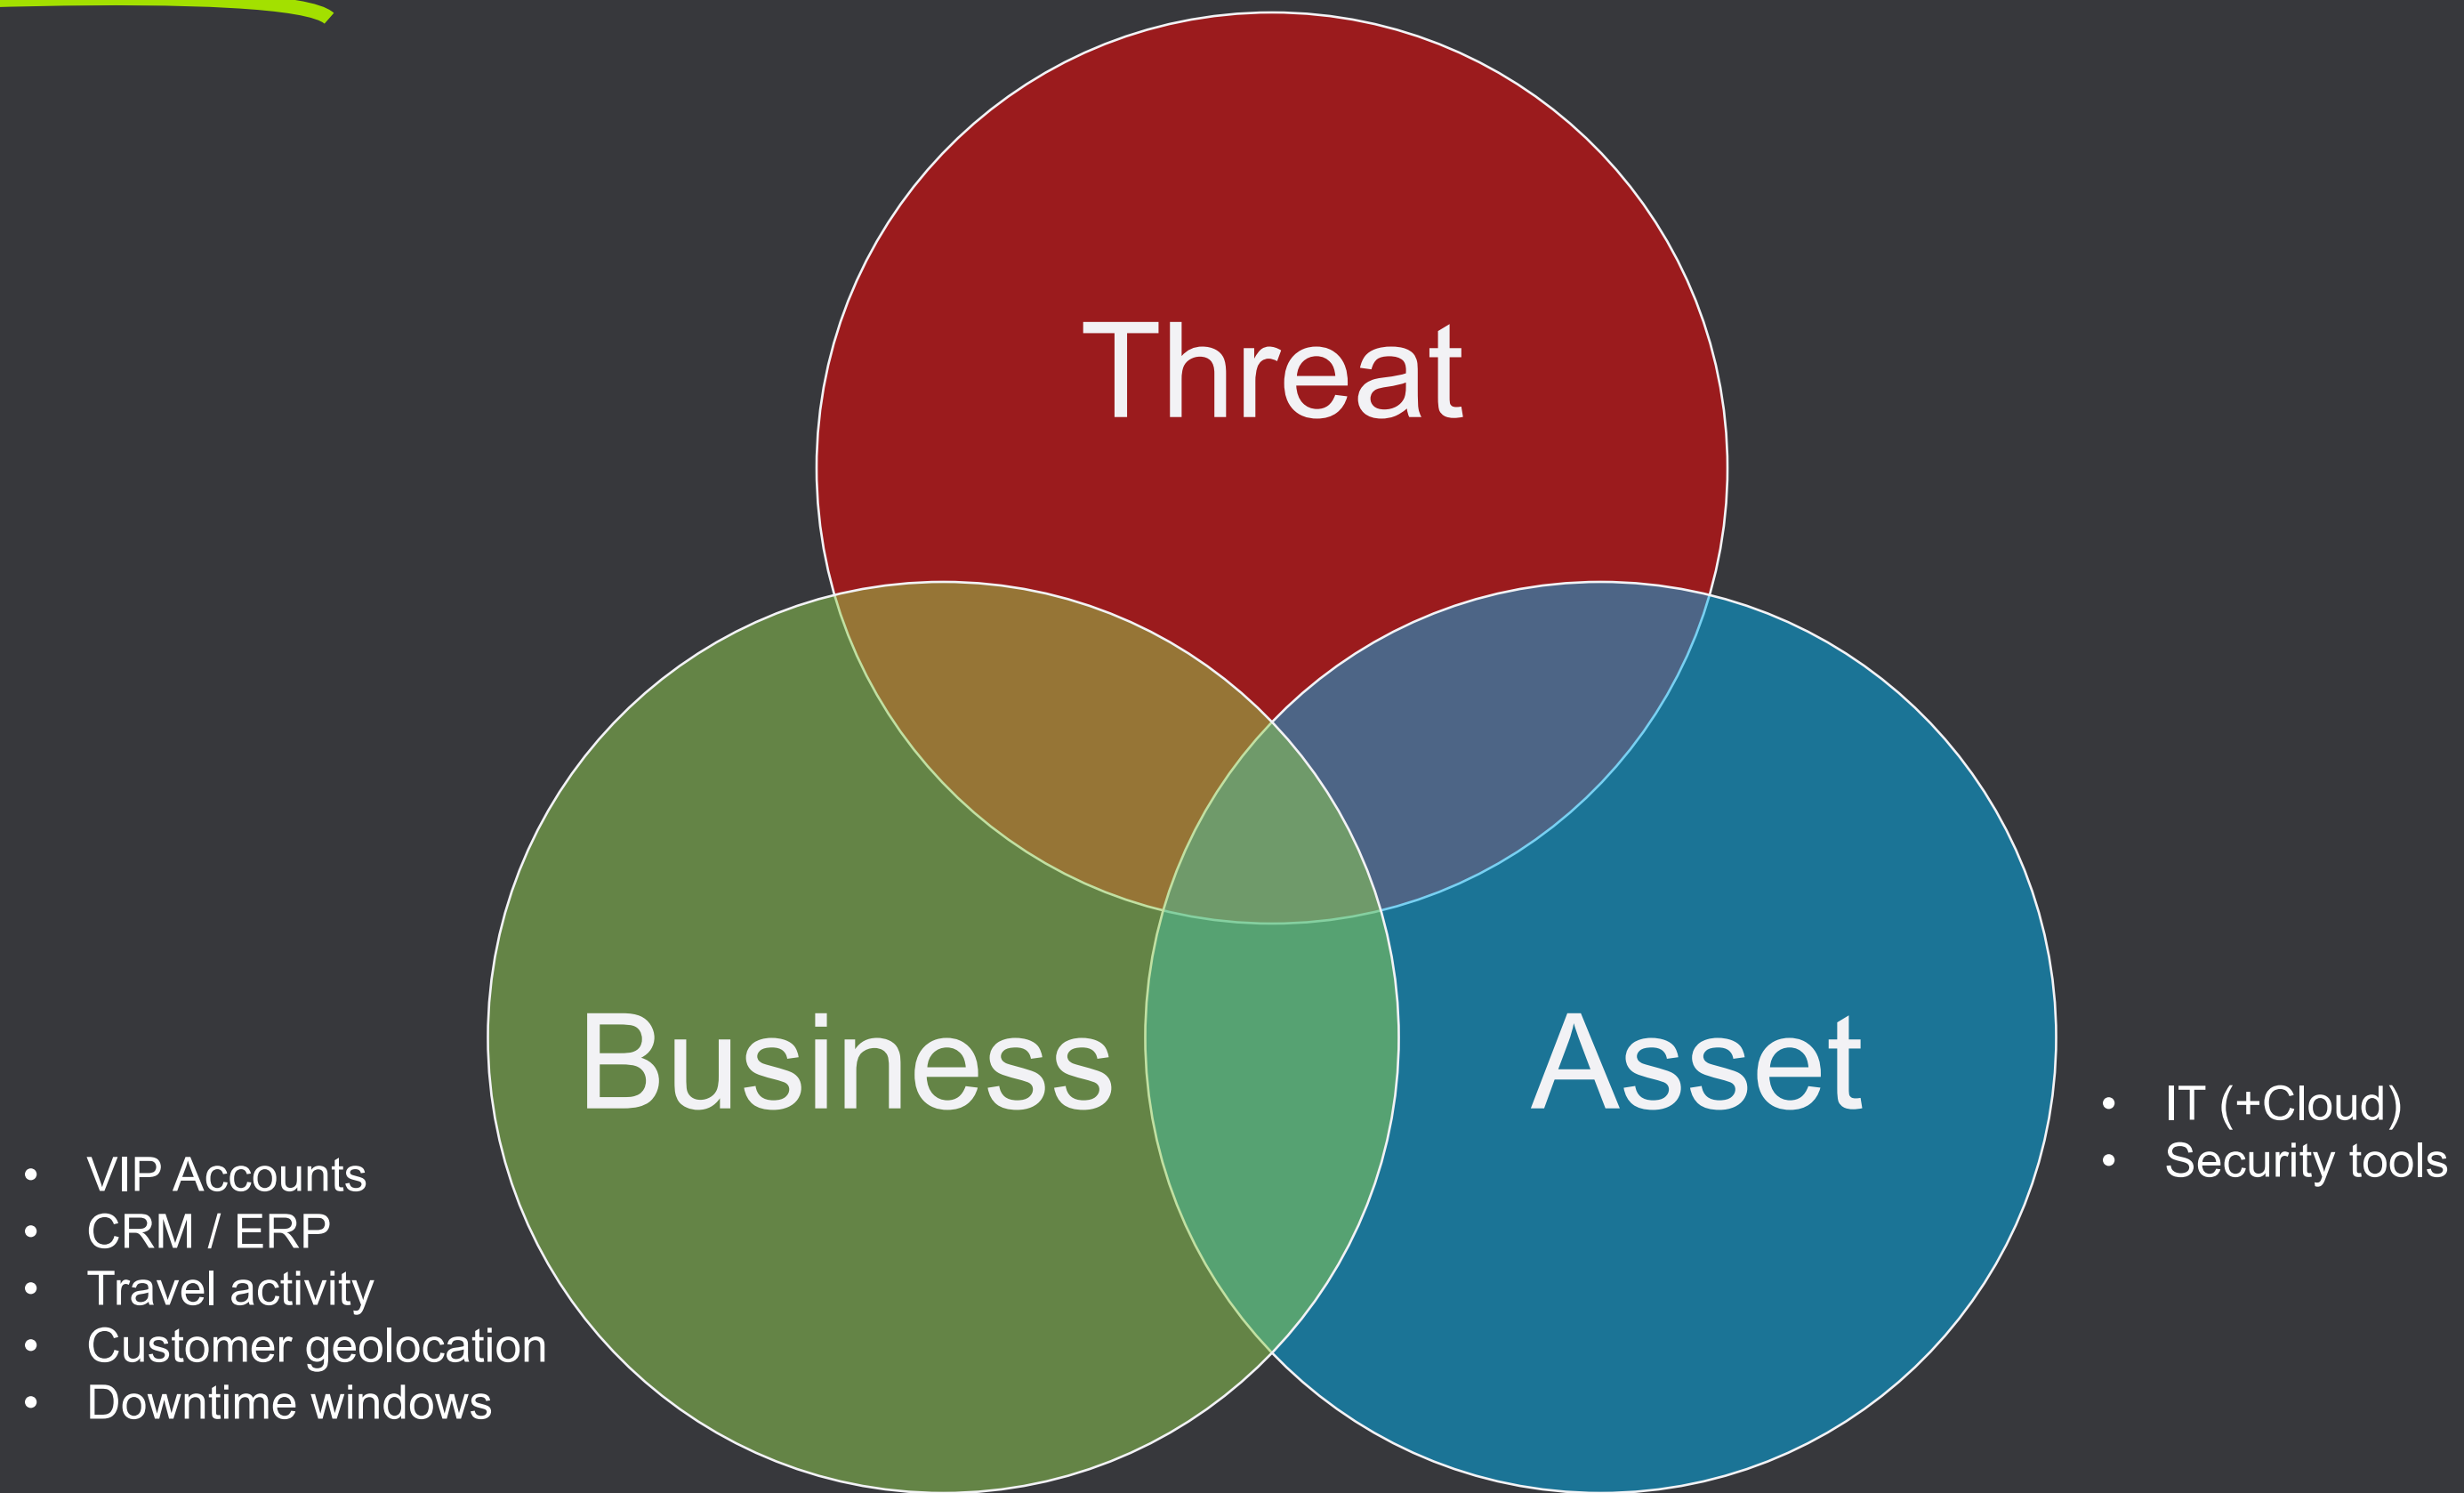 Threat
Business
Asset
• VIP Accounts
• CRM / ERP
• Travel activity
• Customer geolocation
• Downtime windows
• IT (+Cloud)
• Security tools